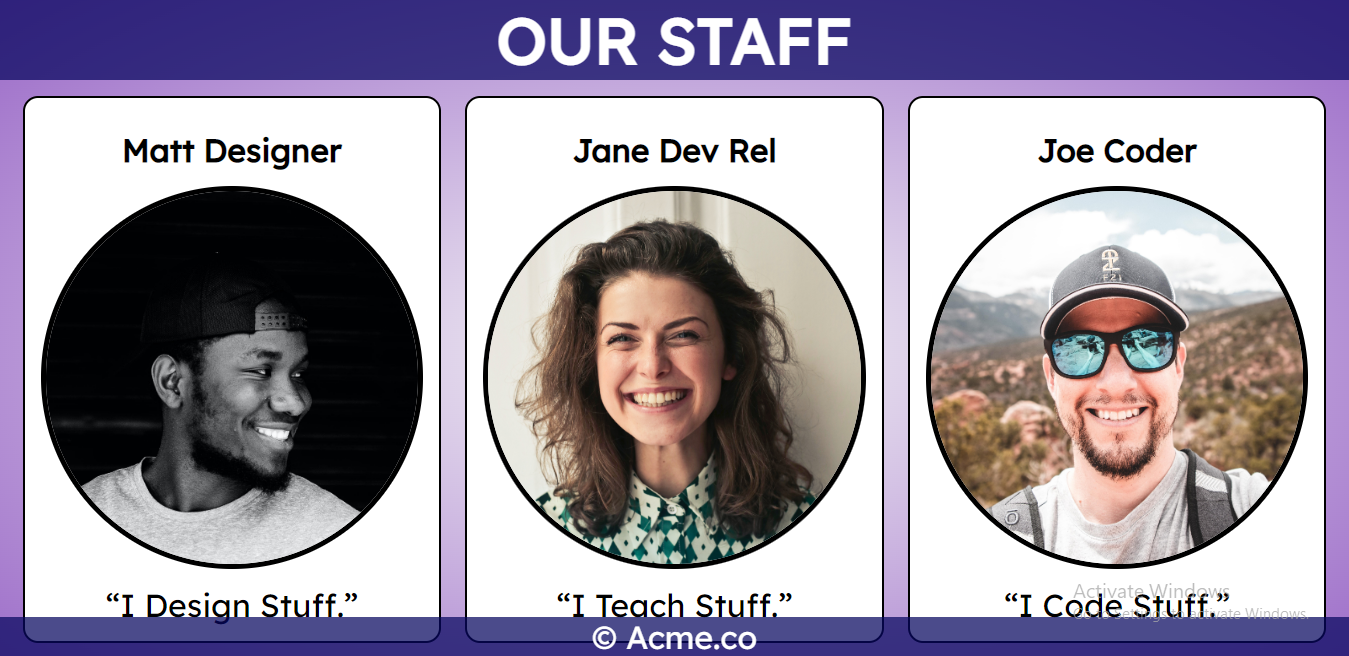 OUR STAFF
Matt Designer
Jane Dev Rel
Joe Coder
“I Design Stuff.”
“I Teach Stuff.”
“I Code Stuff.”
Activate Windows
Go to Settings to activate Windows.
© Acme.co